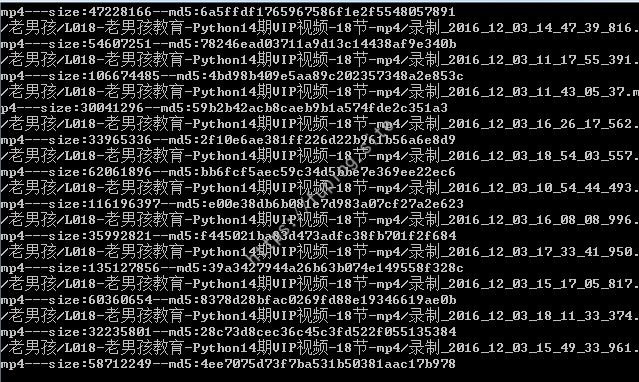 mp4---size:47228166--md5:6a5ffdf1765967586f1e2f5548057891
/老男孩/L018-老男孩教育-Python14期VIP视频-18节-mp4/录制_2016_12_03_14_47_39_816.
mp4---size:54607251--md5:78246ead03711a9d13c14438af9e340b
/老男孩/L018-老男孩教育-Python14期VIP视频-18节-mp4/录制_2016_12_03_11_17_55_391.
mp4---size:106674485--md5:4bd98b409e5aa89c202357348a2e853c
/老男孩/L018-老男孩教育-Python14期VIP视频-18节-mp4/录制_2016_12_03_11_43_05_37.m
p4---size:30041296--md5:59b2b42acb8caeb9b1a574fde2c351a3
/老男孩/L018-老男孩教育-Python14期VIP视频-18节-mp4/录制_2016_12_03_16_26_17_562.
mp4---size:33965336--md5:2f10e6ae381ff226d22b961b56a6e8d9
/老男孩/L018-老男孩教育-Python14期VIP视频-18节-mp4/录制_2016_12_03_18_54_03_557.
mp4---size:62061896--md5:bb6fcf5aec59c34d51be7e369ee22ec6
/老男孩/L018-老男孩教育-Python14期VIP视频-18节-mp4/录制_2016_12_03_10_54_44_493.
mp4---size:116196397--md5:e00e38db6b081e7d983a07cf27a2e623
/老男孩/L018-老男孩教育-Python14期VIP视频-18节-mp4/录制_2016_12_03_16_08_08_996.
mp4---size:35992821--md5:f445021ba93d473adfc38fb701f2f684
/老男孩/L018-老男孩教育-Python14期VIP视频-18节-mp4/录制_2016_12_03_17_33_41_950.
mp4---size:135127856--md5:39a3427944a26b63b074e149558f328c
/老男孩/L018-老男孩教育-Python14期VIP视频-18节-mp4/录制_2016_12_03_15_17_05_817.
mp4---size:60360654--md5:8378d28bfac0269fd88e19346619ae0b
/老男孩/L018-老男孩教育-Python14期VIP视频-18节-mp4/录制_2016_12_03_18_11_33_374.
mp4---size:32235801--md5:28c73d8cec36c45c3fd522f055135384
/老男孩/L018-老男孩教育-Python14期VIP视频-18节-mp4/录制_2016_12_03_15_49_33_961.
mp4---size:58712249--md5:4ee7075d73f7ba531b50381aac17b978